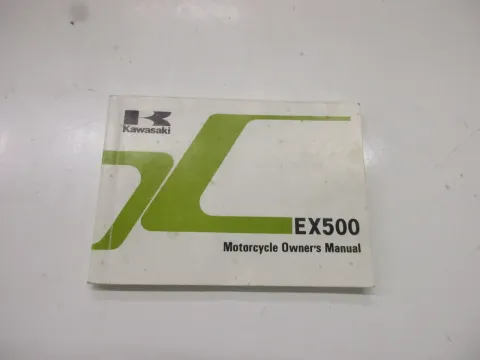 Kawasaki
EX500
Motorcycle Owner's Manual